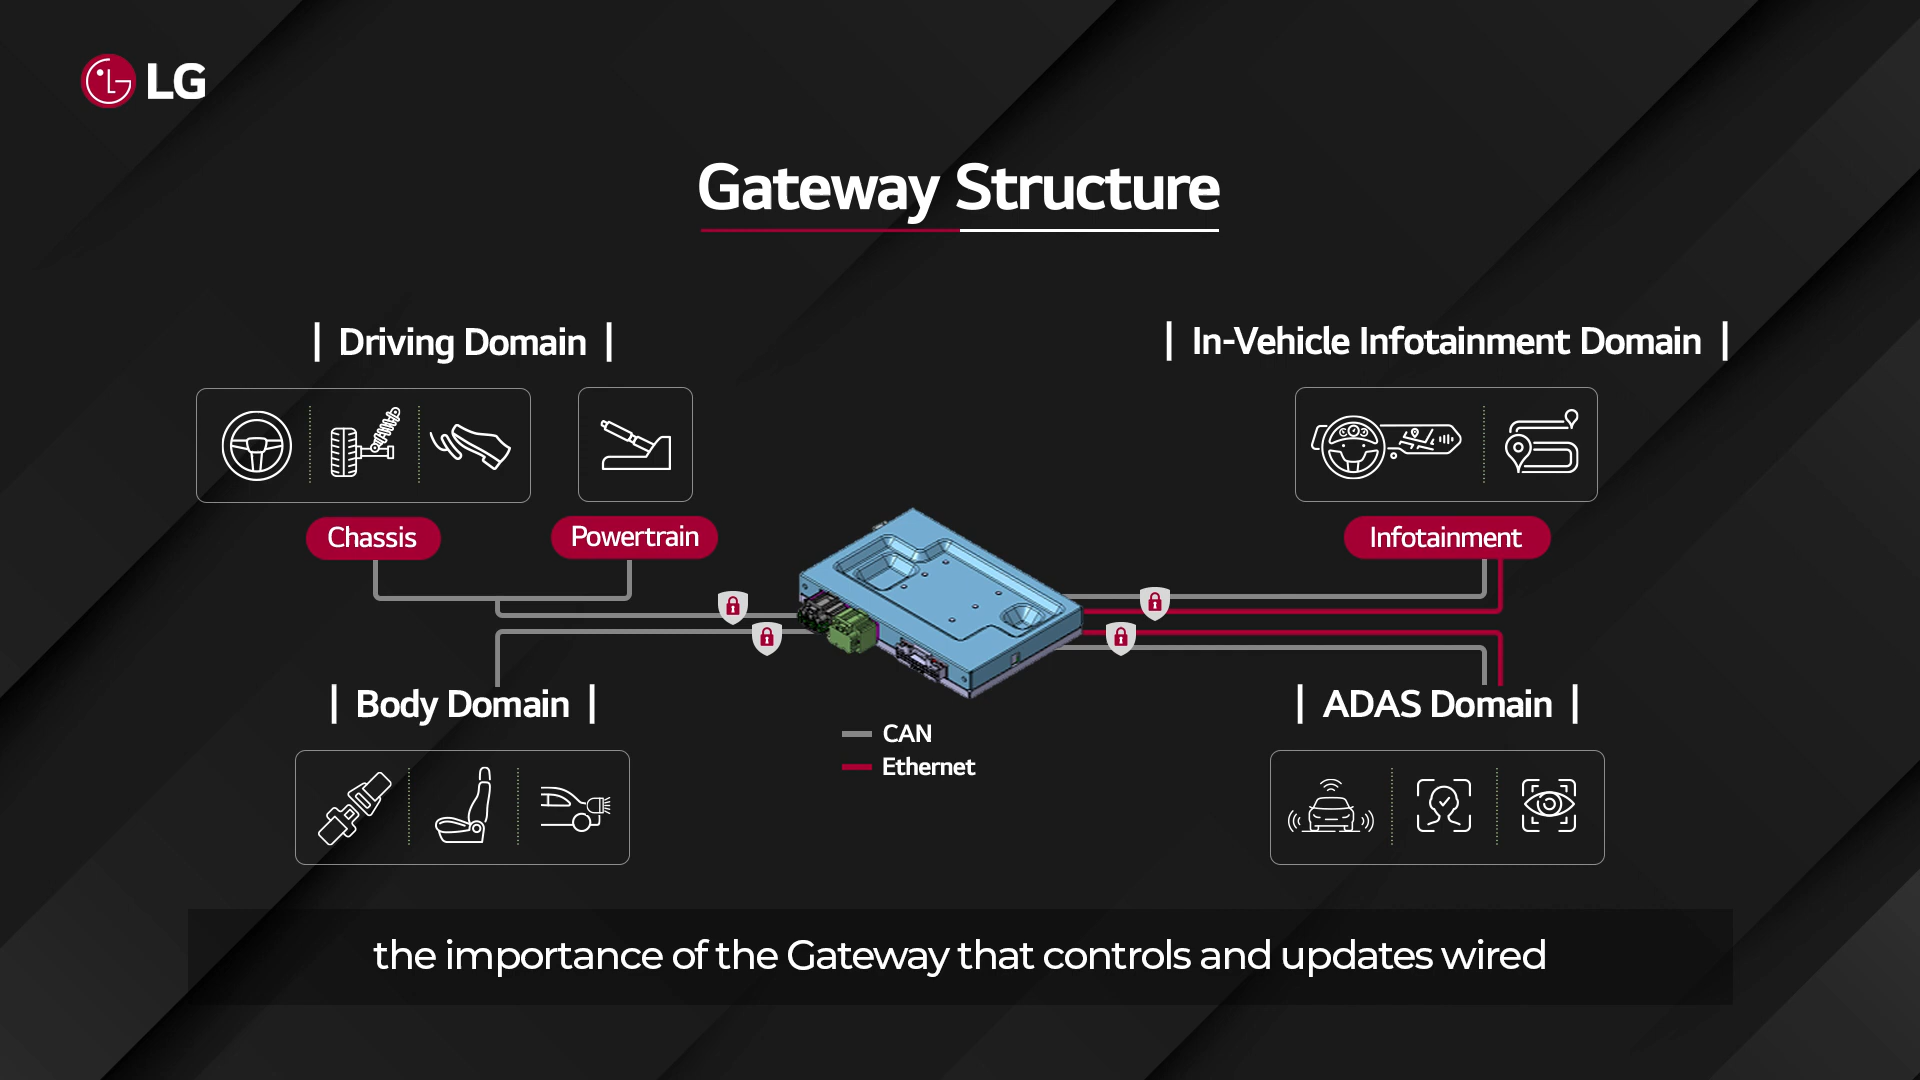 LG
Gateway Structure
| Driving Domain |
| In-Vehicle Infotainment Domain |
Chassis
Powertrain
Infotainment
| Body Domain |
| ADAS Domain |
CAN
Ethernet
the importance of the Gateway that controls and updates wired